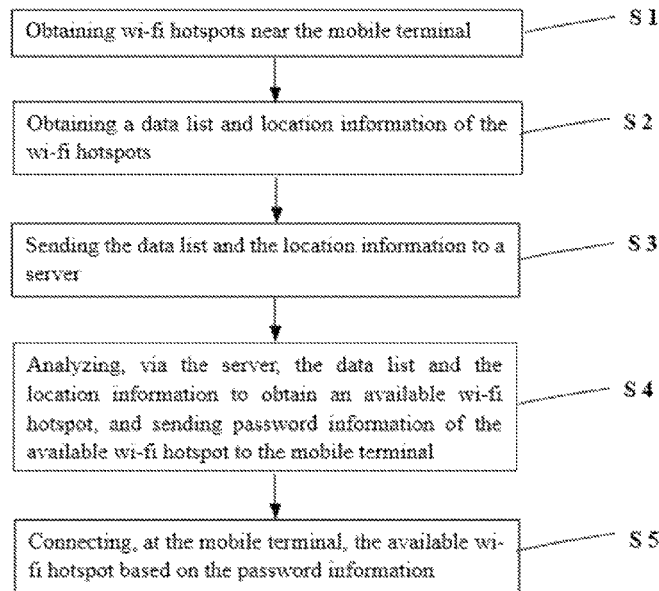 Obtaining wi-fi hotspots near the mobile terminal
S 1
Obtaining a data list and location information of the
wi-fi hotspots
S 2
Sending the data list and the location information to a
server
S 3
Analyzing, via the server, the data list and the
location information to obtain an available wi-fi
hotspot, and sending password information of the
available wi-fi hotspot to the mobile terminal
S 4
Connecting, at the mobile terminal, the available wi-
fi hotspot based on the password information
S 5